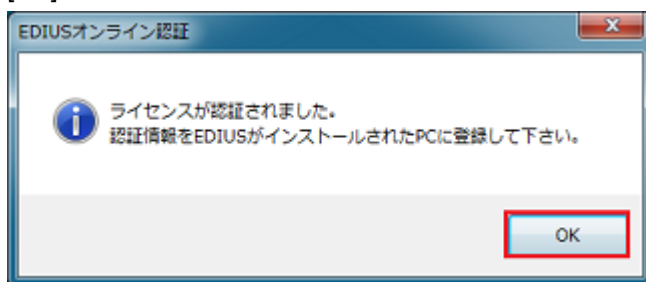 EDIUSオンライン認証
ライセンスが認証されました。
認証情報をEDIUSがインストールされたPCに登録して下さい。
OK